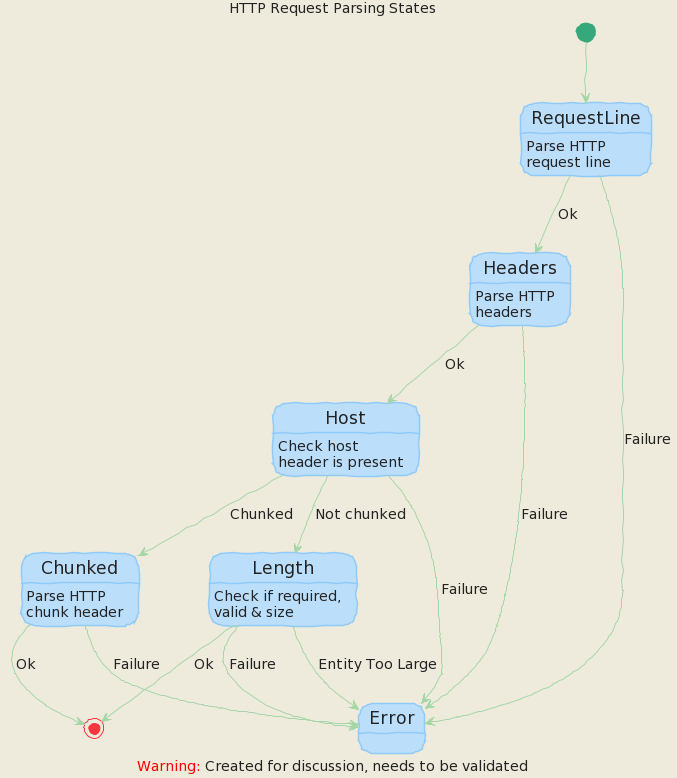 HTTP Request Parsing States
RequestLine
Parse HTTP
request line
Ok
Headers
Parse HTTP
headers
Ok
Host
Check host
header is present
Failure
Chunked
Not chunked
Failure
Chunked
Parse HTTP
chunk header
Length
Check if required,
valid & size
Failure
Ok
Failure
Ok
Failure
Entity Too Large
Error
Warning: Created for discussion, needs to be validated